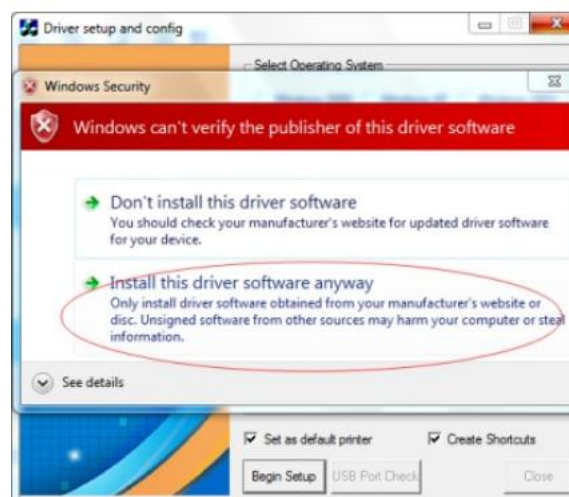 Driver setup and config
Select Operating System
Windows Security
Windows can't verify the publisher of this driver software
Don't install this driver software
You should check your manufacturer's website for updated driver software
for your device.
Install this driver software anyway
Only install driver software obtained from your manufacturer's website or
disc. Unsigned software from other sources may harm your computer or steal
information.
See details
Set as default printer
Create Shortcuts
Begin Setup
USB Port Check
Close